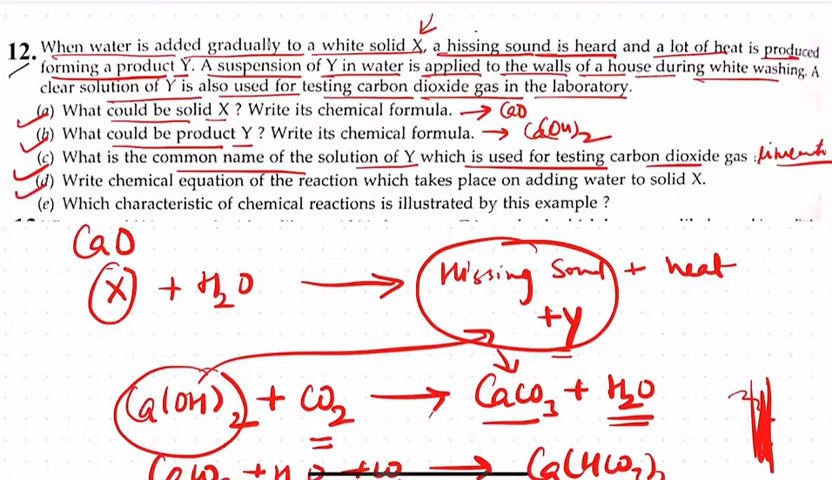 12. When water is added gradually to a white solid X, a hissing sound is heard and a lot of heat is produced
forming a product Y. A suspension of Y in water is applied to the walls of a house during white washing. A
clear solution of Y is also used for testing carbon dioxide gas in the laboratory.
(a) What could be solid X? Write its chemical formula. → CaO
(b) What could be product Y ? Write its chemical formula. → Ca(OH)2
(c) What is the common name of the solution of Y which is used for testing carbon dioxide gas
(d) Write chemical equation of the reaction which takes place on adding water to solid X.
(e) Which characteristic of chemical reactions is illustrated by this example ?
CaO
X + H2O → Hissing Sound + heat
+Y
Ca(OH)2 + CO2 → CaCO3 + H2O
→ Ca(HCO3)2